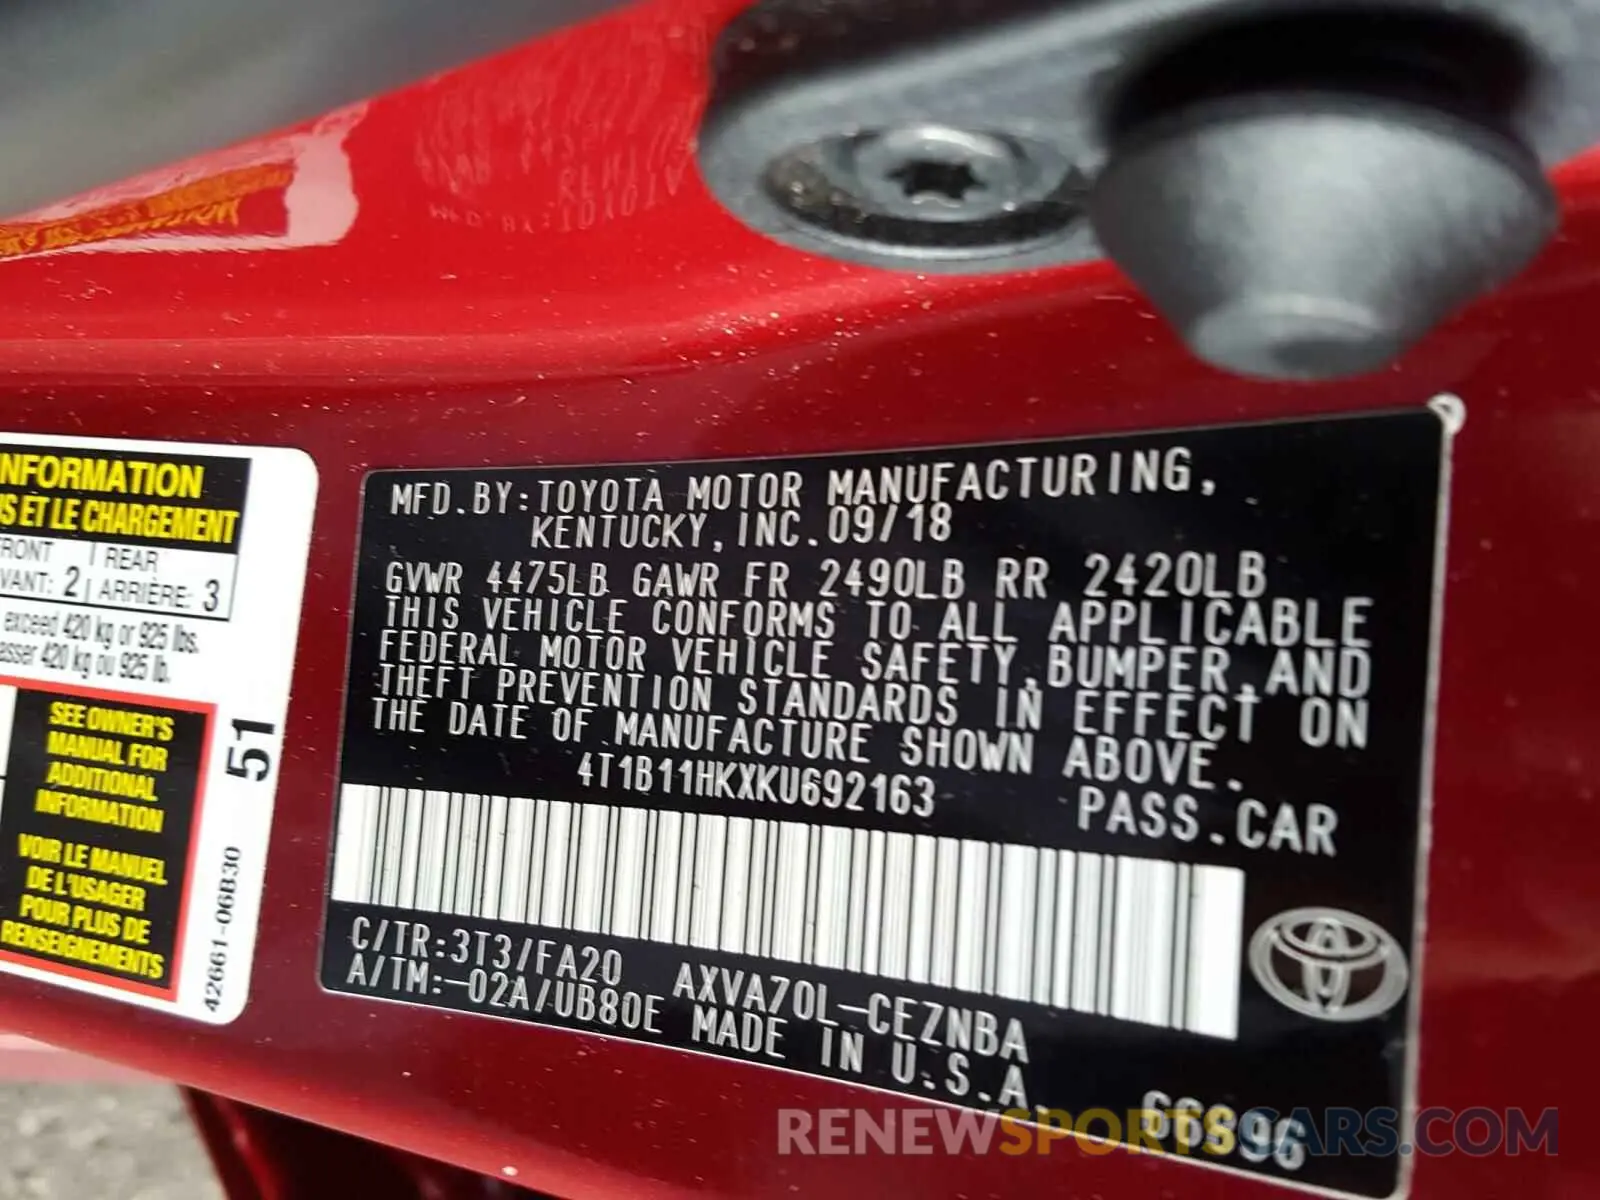 INFORMATION
IS ET LE CHARGEMENT
FRONT | REAR
VANT: 2 | ARRIÈRE: 3
exceed 420 kg or 925 lbs.
asser 420 kg ou 925 lb.
SEE OWNER'S
MANUAL FOR
ADDITIONAL
INFORMATION
VOIR LE MANUEL
DE L'USAGER
POUR PLUS DE
RENSEIGNEMENTS
51
42661-06B30
MFD.BY:TOYOTA MOTOR MANUFACTURING,
KENTUCKY,INC.09/18
GVWR 4475LB GAWR FR 2490LB RR 2420LB
THIS VEHICLE CONFORMS TO ALL APPLICABLE
FEDERAL MOTOR VEHICLE SAFETY,BUMPER,AND
THEFT PREVENTION STANDARDS IN EFFECT ON
THE DATE OF MANUFACTURE SHOWN ABOVE.
4T1B11HKXKU692163
PASS.CAR
C/TR:3T3/FA20 AXVA70L-CEZNBA
A/TM:-02A/UB80E MADE IN U.S.A.
66S96
RENEWSPORTSCARS.COM